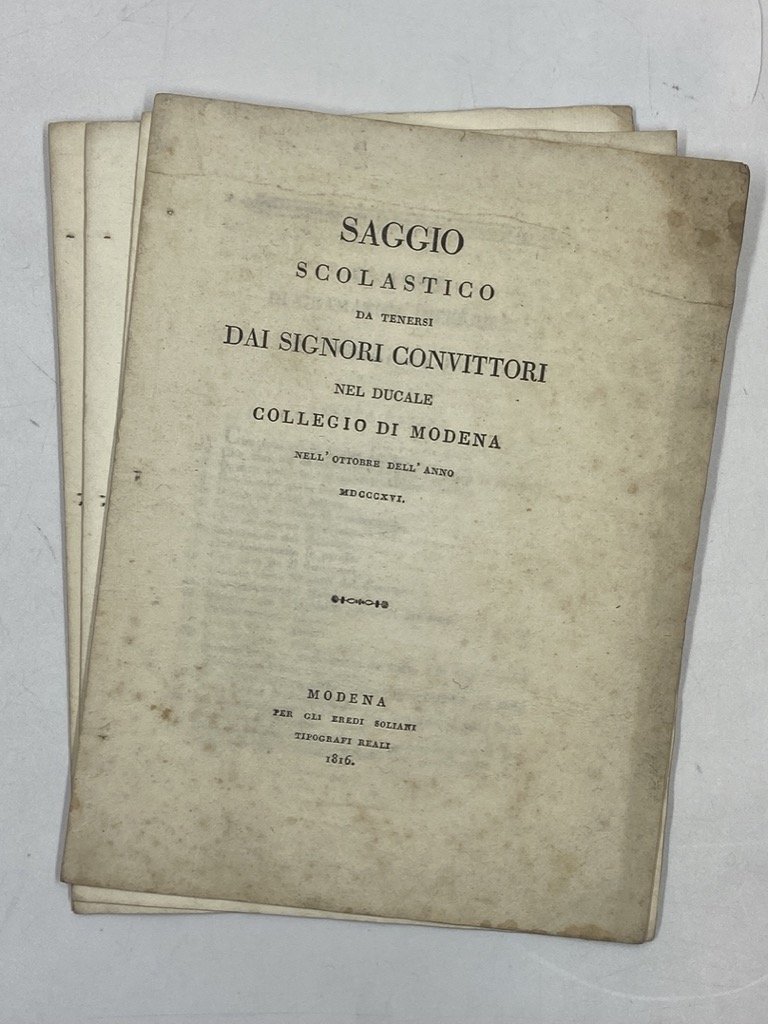 SAGGIO
SCOLASTICO
DA TENERSI
DAI SIGNORI CONVITTORI
NEL DUCALE
COLLEGIO DI MODENA
NELL' OTTOBRE DELL' ANNO
MDCCCXVI.
MODENA
PER GLI EREDI SOLIANI
TIPOGRAFI REALI
1816.